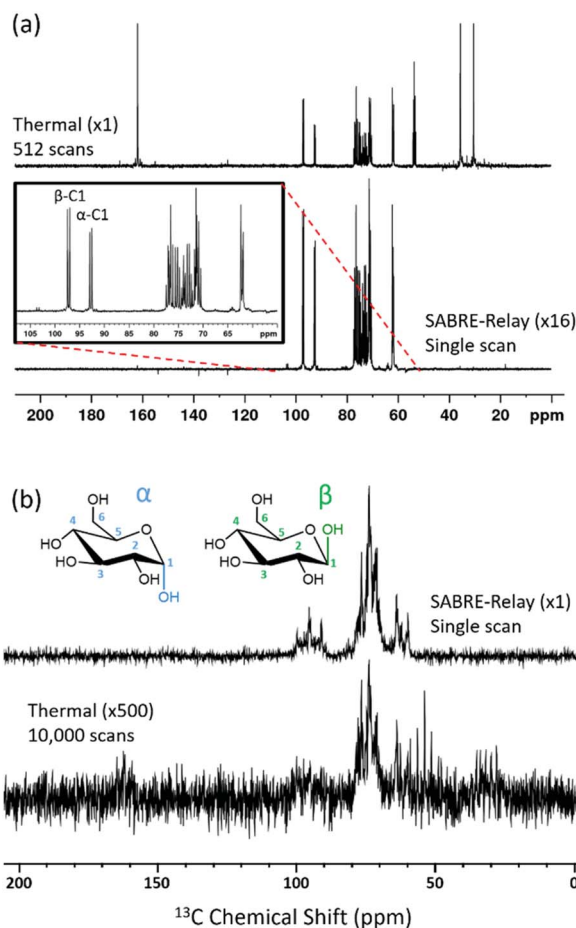 (a)
Thermal (x1)
512 scans
β-C1
α-C1
105 100 95 90 85 80 75 71 65 ppm
SABRE-Relay (x16)
Single scan
200 180 160 140 120 100 80 60 40 20 ppm
(b)
α
β
OH OH
4 6 4 6 OH
HO 5 O HO 5 O
2 1 2 1
HO HO OH
3 HO 3 OH
OH
SABRE-Relay (x1)
Single scan
Thermal (x500)
10,000 scans
200 150 100 50 0
¹³C Chemical Shift (ppm)